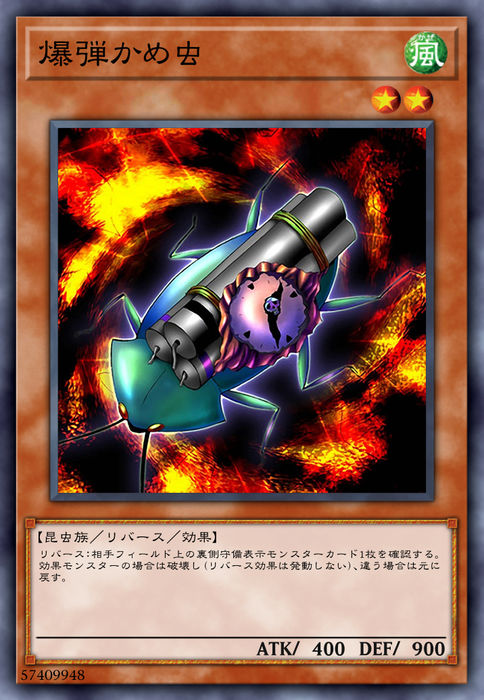 爆弾かめ虫
かぜ
風
【昆虫族／リバース／効果】
リバース:相手フィールド上の裏側守備表示モンスターカード1枚を確認する。
効果モンスターの場合は破壊し(リバース効果は発動しない)、違う場合は元に
戻す。
ATK/ 400 DEF/ 900
57409948